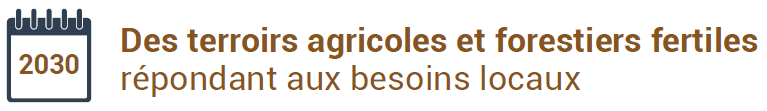 2030
Des terroirs agricoles et forestiers fertiles
répondant aux besoins locaux